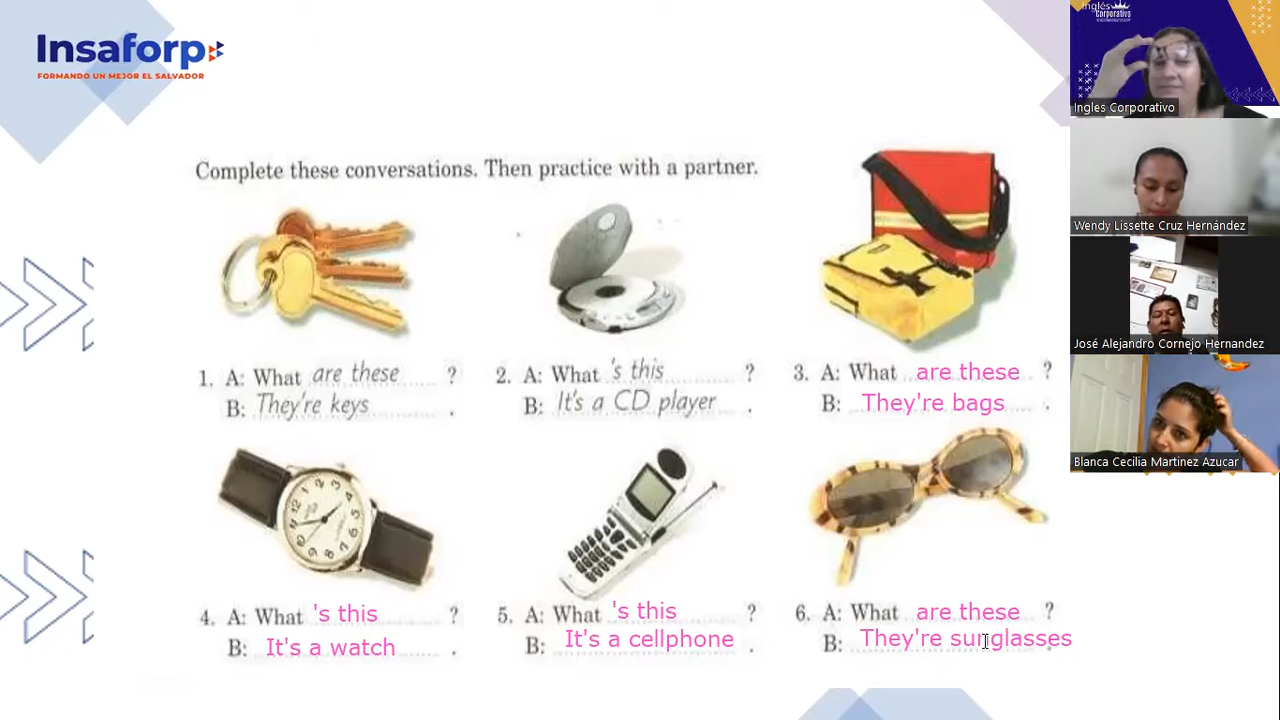 Insaforp
FORMANDO UN MEJOR EL SALVADOR
Complete these conversations. Then practice with a partner.
1. A: What are these ?
B: They're keys .
2. A: What 's this ?
B: It's a CD player .
3. A: What are these ?
B: They're bags .
4. A: What 's this ?
B: It's a watch .
5. A: What 's this ?
B: It's a cellphone .
6. A: What are these ?
B: They're sunglasses .
Inglés
corporativo
Ingles Corporativo
Wendy Lissette Cruz Hernández
José Alejandro Cornejo Hernandez
Blanca Cecilia Martinez Azucar